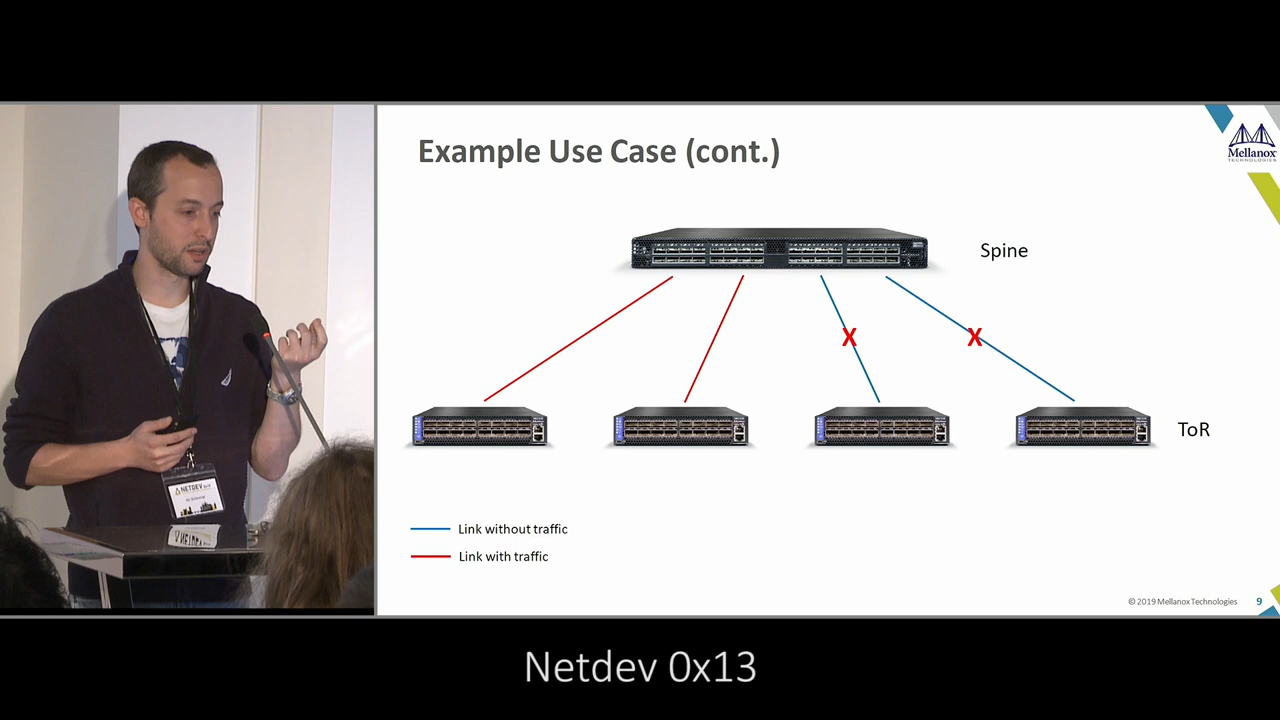 Example Use Case (cont.)
Mellanox
TECHNOLOGIES
Spine
X
X
ToR
Link without traffic
Link with traffic
© 2019 Mellanox Technologies
9
NETDEV
Netdev 0x13